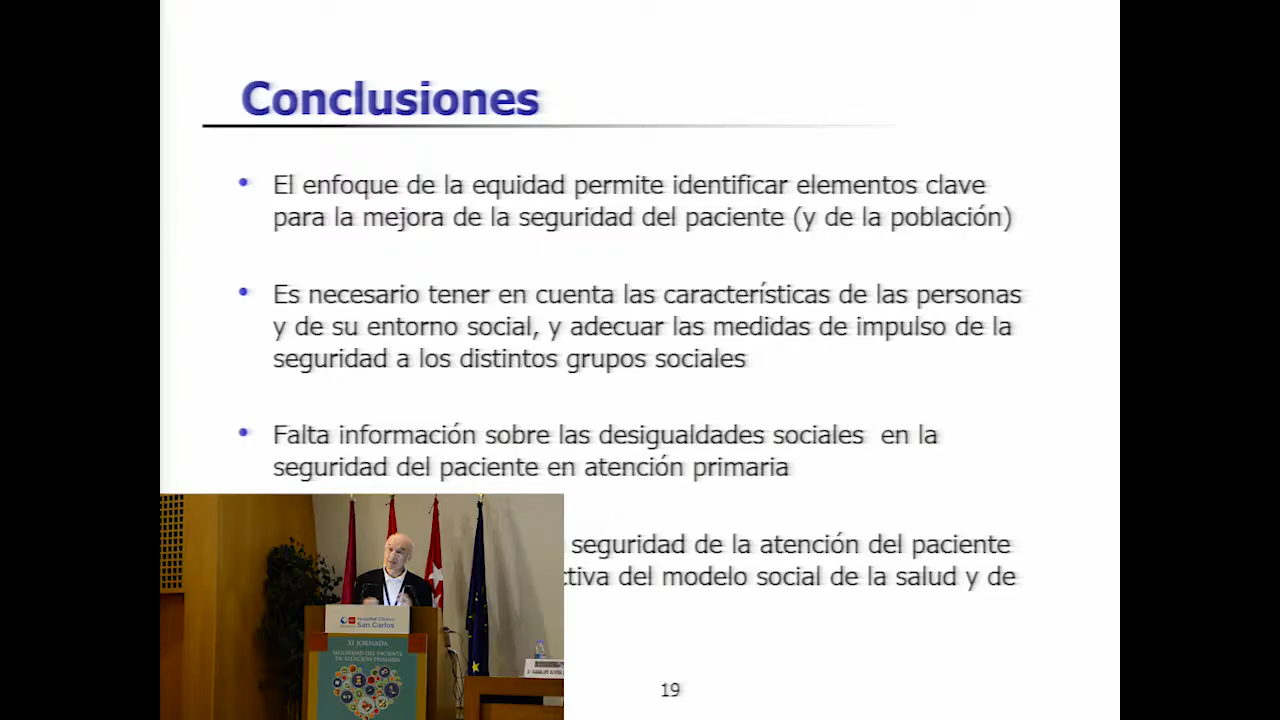 Conclusiones
El enfoque de la equidad permite identificar elementos clave
para la mejora de la seguridad del paciente (y de la población)
Es necesario tener en cuenta las características de las personas
y de su entorno social, y adecuar las medidas de impulso de la
seguridad a los distintos grupos sociales
Falta información sobre las desigualdades sociales en la
seguridad del paciente en atención primaria
seguridad de la atención del paciente
ctiva del modelo social de la salud y de
Hospital Clínico
San Carlos
XI JORNADA
SEGURIDAD DEL PACIENTE
EN ATENCIÓN PRIMARIA
19